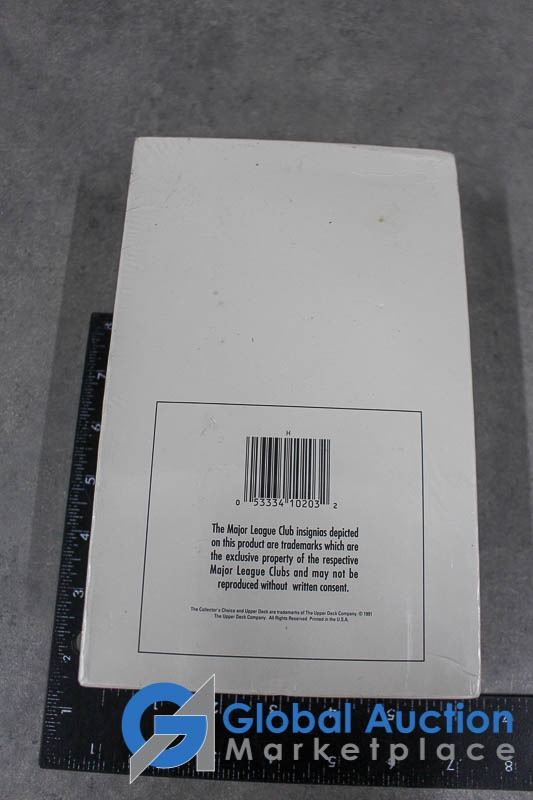 H
0 53334 10203 2
The Major League Club insignias depicted
on this product are trademarks which are
the exclusive property of the respective
Major League Clubs and may not be
reproduced without written consent.
The Collector's Choice and Upper Deck are trademarks of The Upper Deck Company. © 1991
The Upper Deck Company. All Rights Reserved. Printed in the U.S.A.
Global Auction
Marketplace